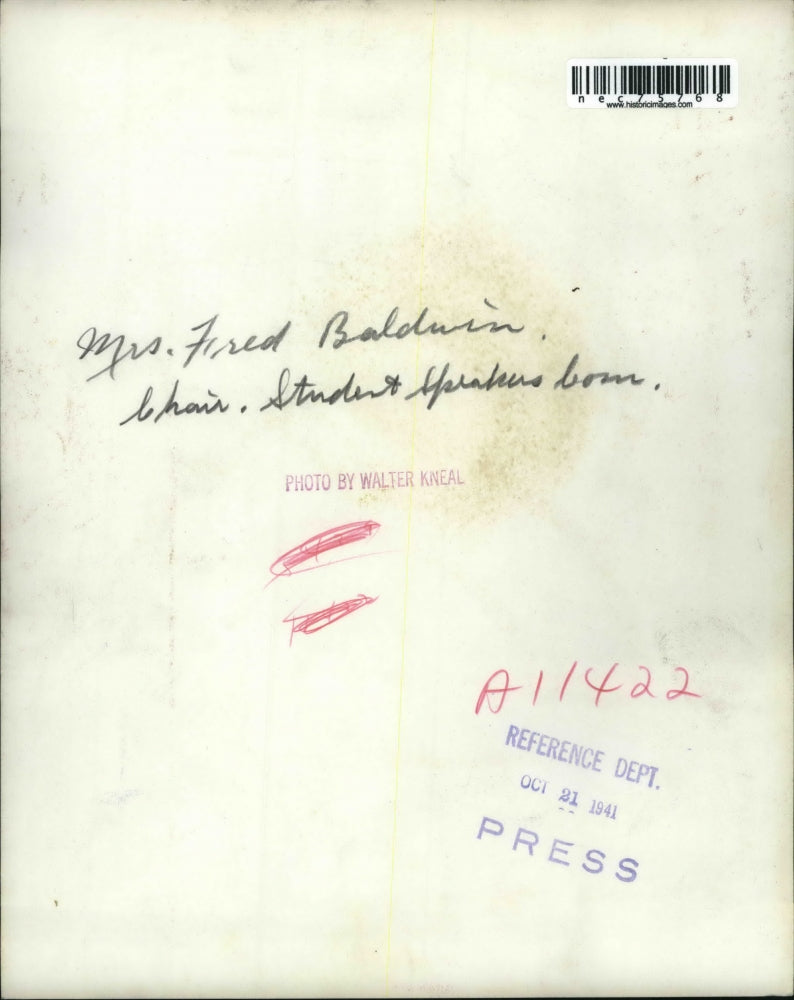 nec75768
www.historicimages.com
Mrs. Fred Baldwin.
Chair. Student Speakers Com.
PHOTO BY WALTER KNEAL
A11422
REFERENCE DEPT.
OCT 21 1941
PRESS